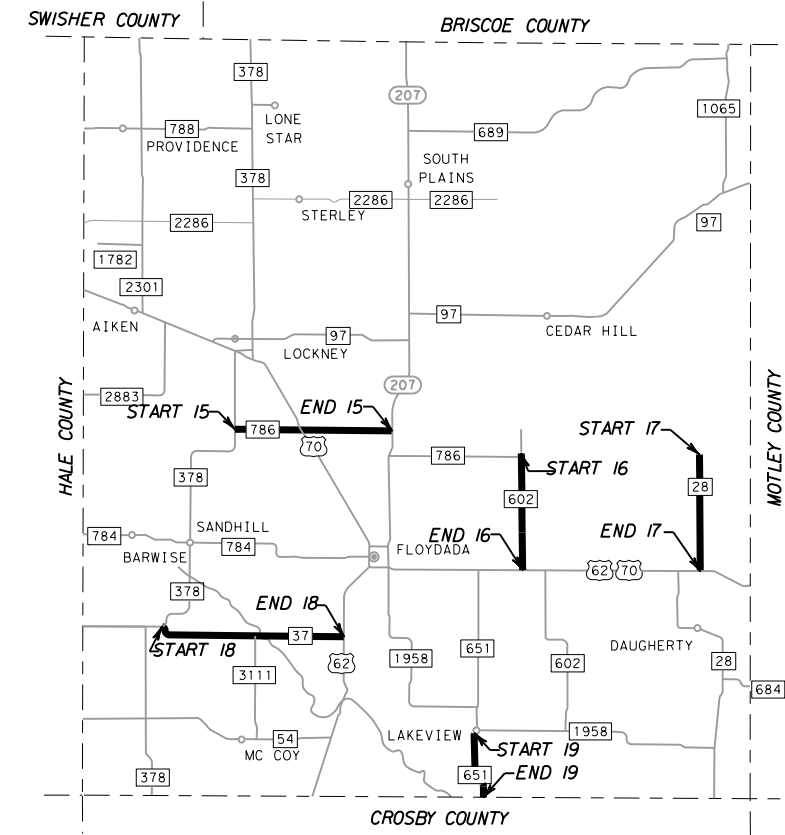 SWISHER COUNTY
BRISCOE COUNTY
378
207
1065
LONE
STAR
788
PROVIDENCE
689
SOUTH
PLAINS
378
2286
2286
STERLEY
2286
97
1782
2301
AIKEN
97
CEDAR HILL
97
LOCKNEY
207
2883
HALE COUNTY
MOTLEY COUNTY
START 15
END 15
786
70
START 17
786
START 16
378
28
602
SANDHILL
784
784
BARWISE
END 16
FLOYDADA
END 17
62
70
378
END 18
37
START 18
62
1958
651
602
DAUGHERTY
28
3111
684
LAKEVIEW
1958
54
MC COY
START 19
378
651
END 19
CROSBY COUNTY